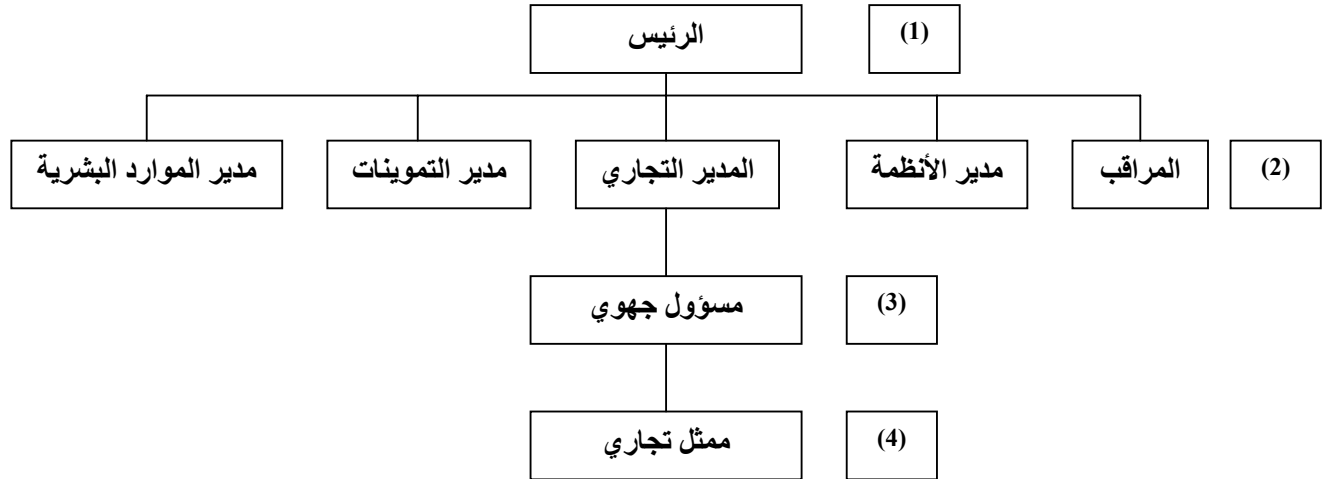 الرئيس
(1)
(2)
المراقب
مدير الأنظمة
المدير التجاري
مدير التموينات
مدير الموارد البشرية
مسؤول جهوي
(3)
ممثل تجاري
(4)